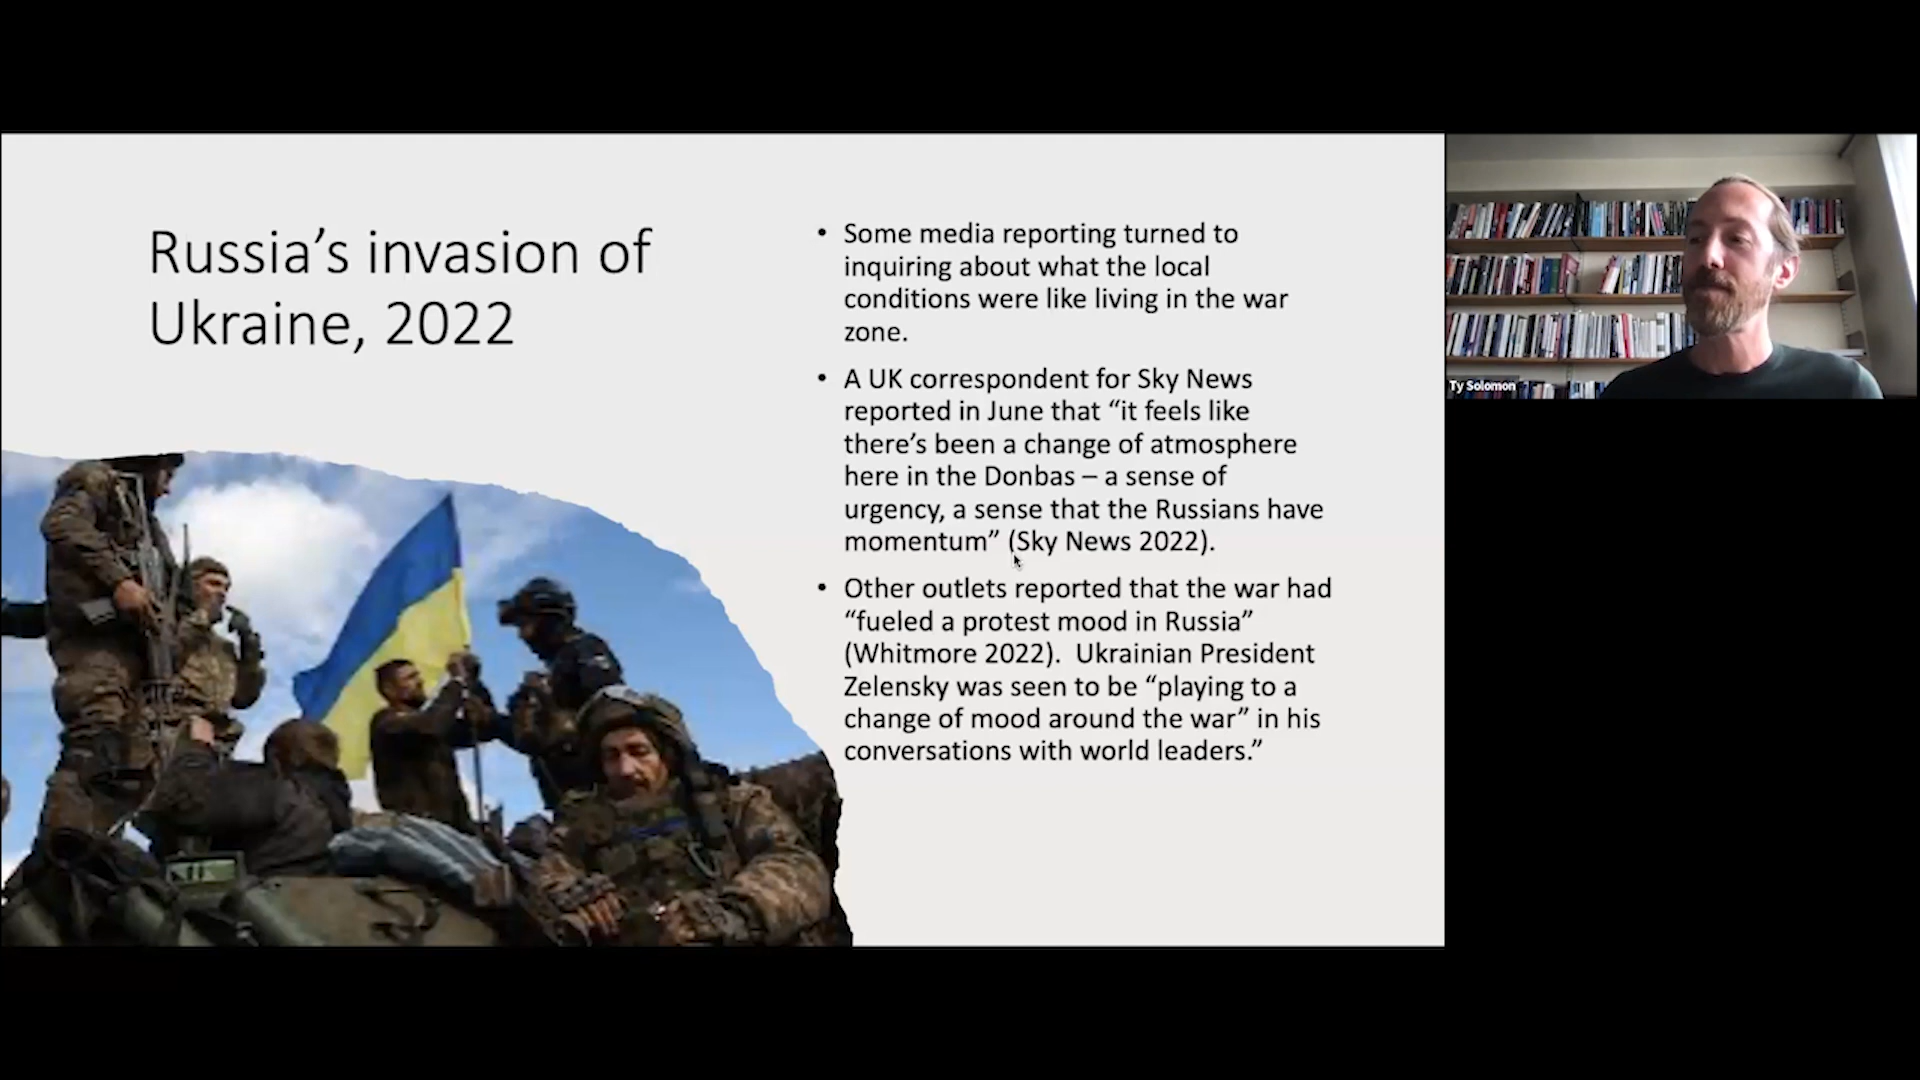 Russia’s invasion of
Ukraine, 2022
• Some media reporting turned to
inquiring about what the local
conditions were like living in the war
zone.
• A UK correspondent for Sky News
reported in June that “it feels like
there’s been a change of atmosphere
here in the Donbas – a sense of
urgency, a sense that the Russians have
momentum” (Sky News 2022).
• Other outlets reported that the war had
“fueled a protest mood in Russia”
(Whitmore 2022).  Ukrainian President
Zelensky was seen to be “playing to a
change of mood around the war” in his
conversations with world leaders.”
Ty Solomon